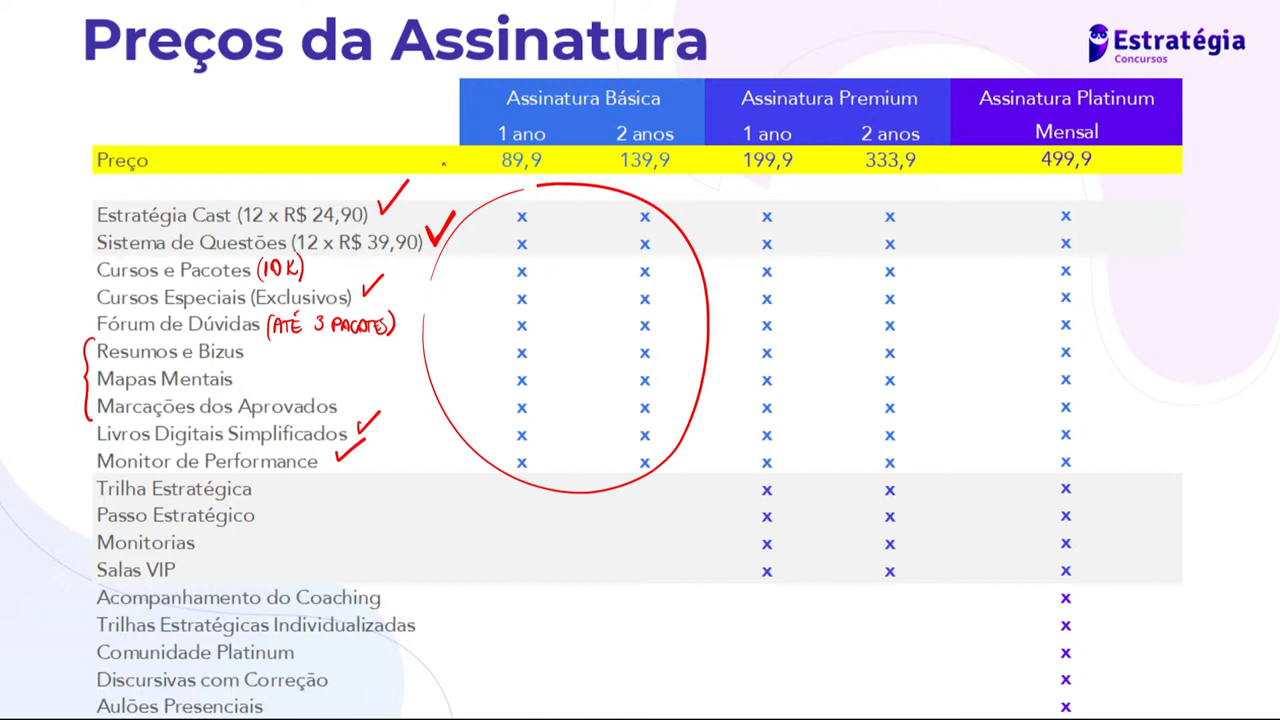 Preços da Assinatura
Estratégia
Concursos
Assinatura Básica Assinatura Premium Assinatura Platinum
1 ano 2 anos 1 ano 2 anos Mensal
Preço 89,9 139,9 199,9 333,9 499,9
Estratégia Cast (12 x R$ 24,90) x x x x x
Sistema de Questões (12 x R$ 39,90) x x x x x
Cursos e Pacotes (10K) x x x x x
Cursos Especiais (Exclusivos) x x x x x
Fórum de Dúvidas (ATÉ 3 PACOTES) x x x x x
Resumos e Bizus x x x x x
Mapas Mentais x x x x x
Marcações dos Aprovados x x x x x
Livros Digitais Simplificados x x x x x
Monitor de Performance x x x x x
Trilha Estratégica x x x
Passo Estratégico x x x
Monitorias x x x
Salas VIP x x x
Acompanhamento do Coaching x
Trilhas Estratégicas Individualizadas x
Comunidade Platinum x
Discursivas com Correção x
Aulões Presenciais x